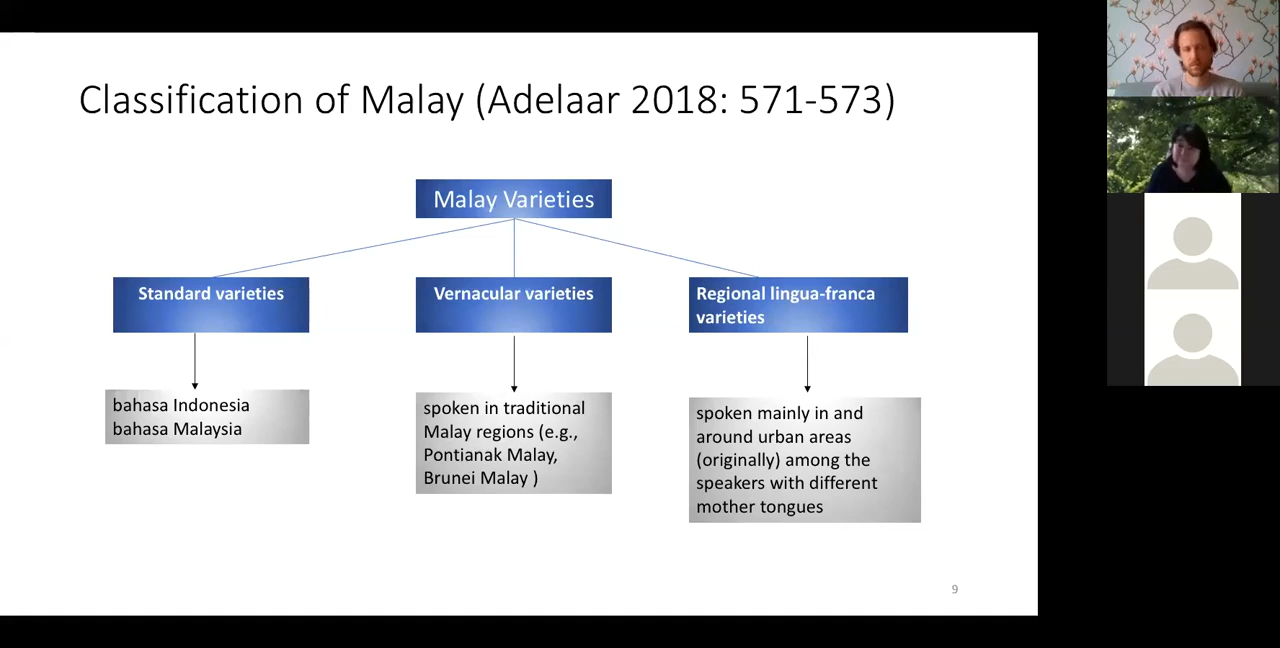 Classification of Malay (Adelaar 2018: 571-573)
Malay Varieties
Standard varieties
Vernacular varieties
Regional lingua-franca
varieties
bahasa Indonesia
bahasa Malaysia
spoken in traditional
Malay regions (e.g.,
Pontianak Malay,
Brunei Malay )
spoken mainly in and
around urban areas
(originally) among the
speakers with different
mother tongues
9